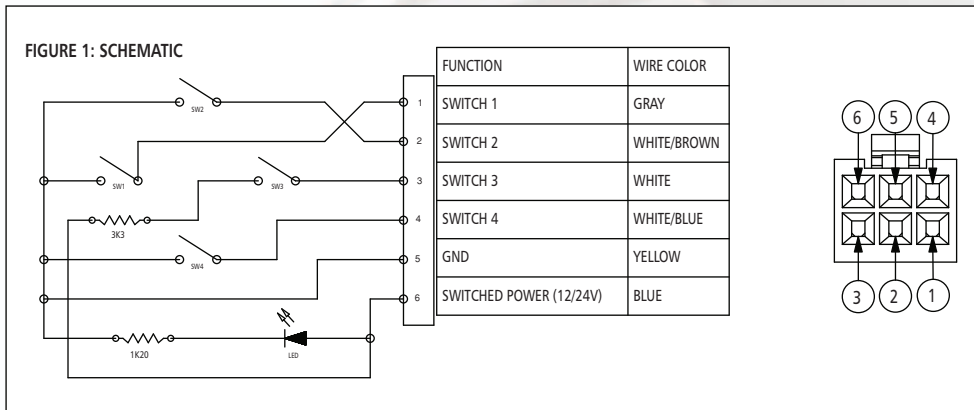 FIGURE 1: SCHEMATIC
FUNCTION WIRE COLOR
1 SWITCH 1 GRAY
2 SWITCH 2 WHITE/BROWN
3 SWITCH 3 WHITE
4 SWITCH 4 WHITE/BLUE
5 GND YELLOW
6 SWITCHED POWER (12/24V) BLUE
SW2
SW1
SW3
3K3
SW4
1K20
LED
6 5 4
3 2 1